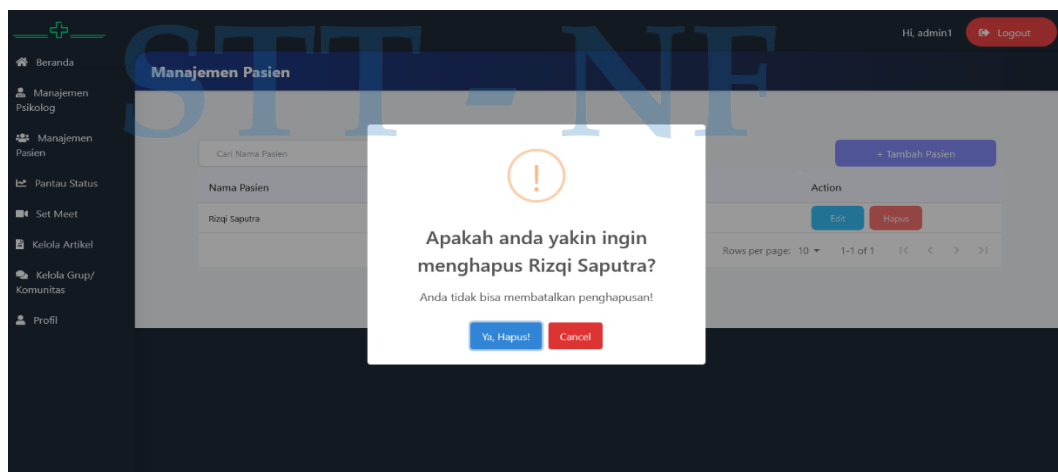 STT - NF
Hi, admin1
Logout
Beranda
Manajemen Pasien
Manajemen
Psikolog
Manajemen
Pasien
Cari Nama Pasien
+ Tambah Pasien
Pantau Status
Nama Pasien
Action
Set Meet
Rizqi Saputra
Edit
Hapus
Kelola Artikel
Rows per page: 10
1-1 of 1
Kelola Grup/
Komunitas
Profil
!
Apakah anda yakin ingin
menghapus Rizqi Saputra?
Anda tidak bisa membatalkan penghapusan!
Ya, Hapus!
Cancel